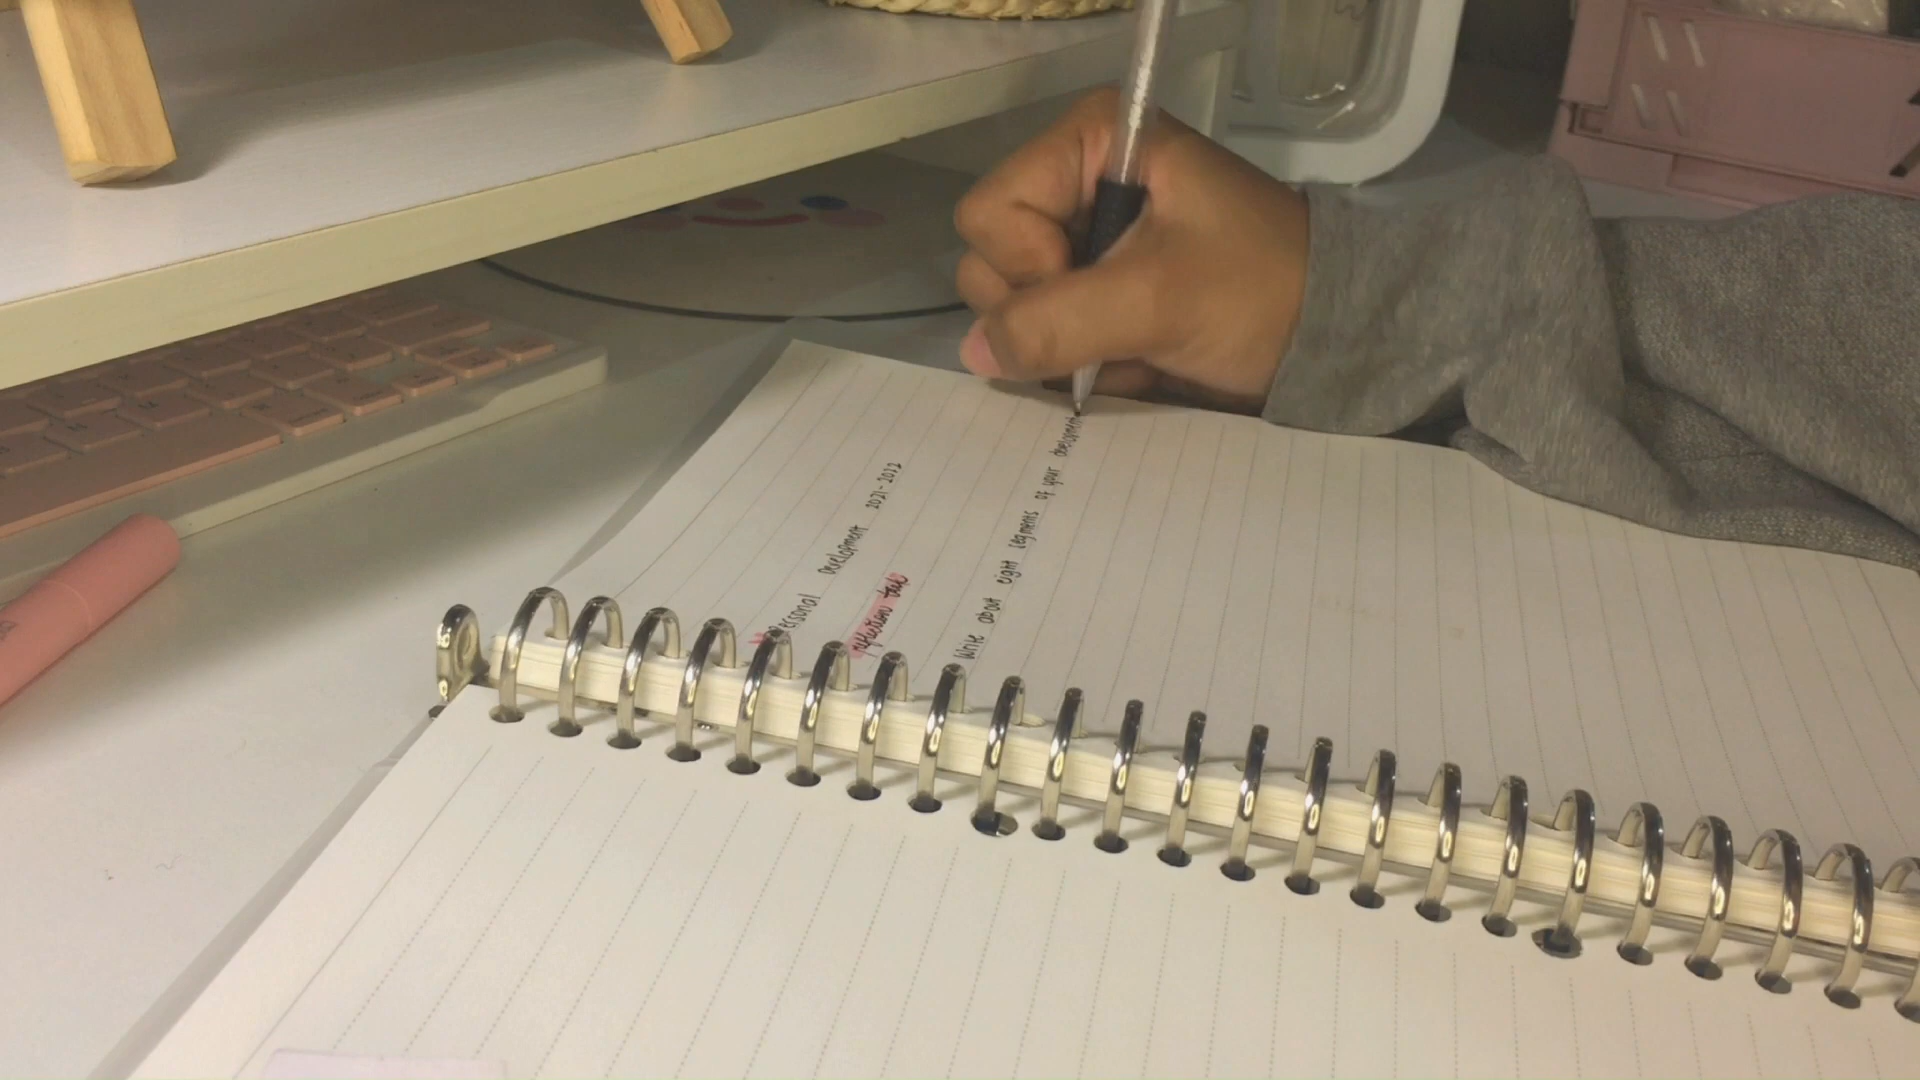 Personal Development 2021-2022
reflection task
Write about eight segments of your development